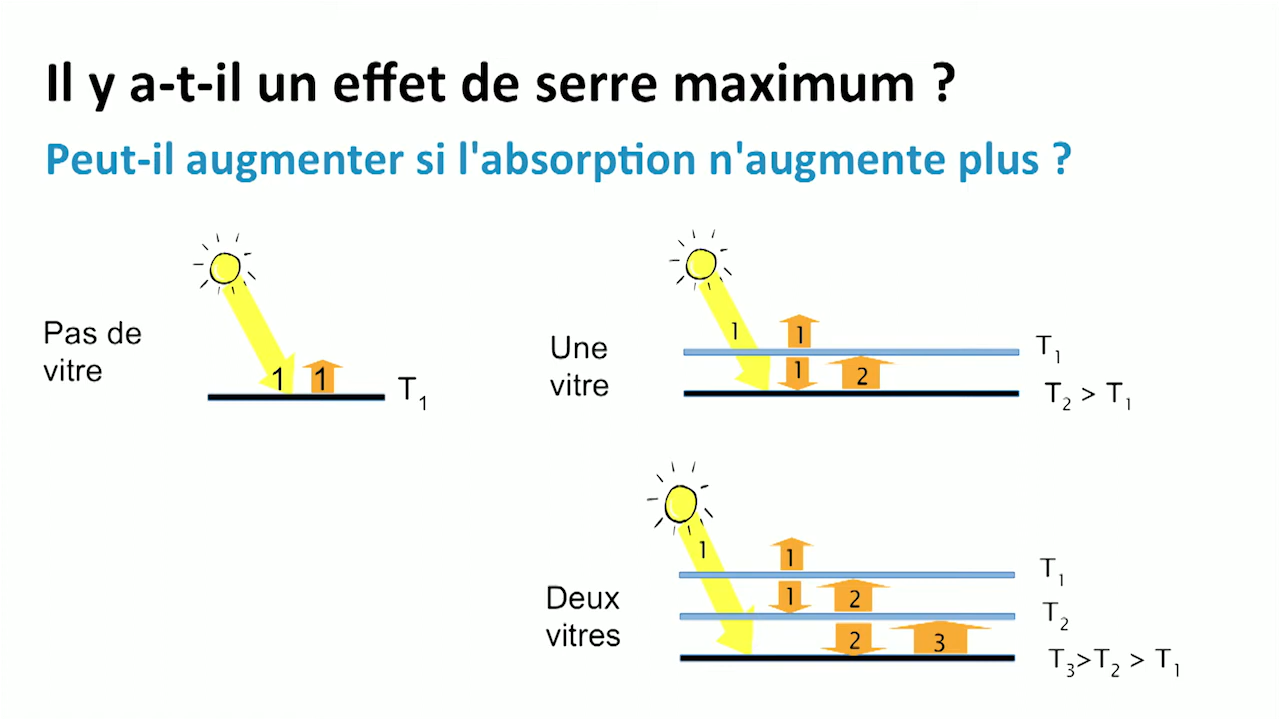 Il y a-t-il un effet de serre maximum ?
Peut-il augmenter si l'absorption n'augmente plus ?
Pas de
vitre
1 1
T1
Une
vitre
1
1
1
2
T1
T2 > T1
Deux
vitres
1
1
1
2
2
3
T1
T2
T3>T2 > T1